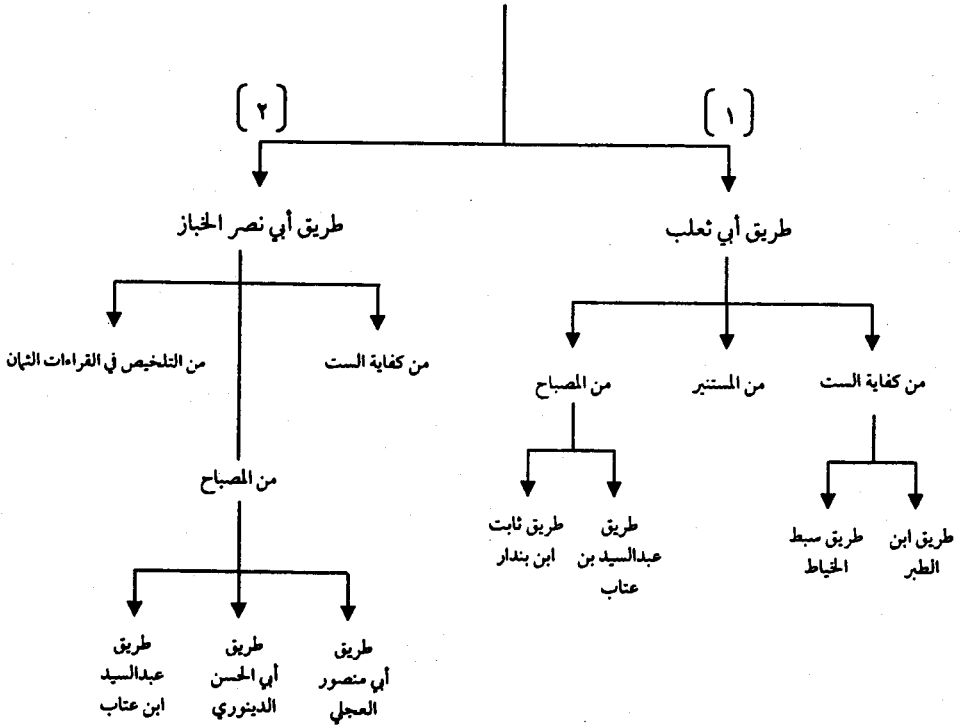 ( ١ )
( ٢ )
طريق أبي ثعلب
طريق أبي نصر الخباز
من كفاية الست
من المستنير
من المصباح
طريق ابن
الطبر
طريق سبط
الخياط
طريق
عبدالسيد بن
عتاب
طريق ثابت
ابن بندار
من كفاية الست
من التلخيص في القراءات الثمان
من المصباح
طريق
أبي منصور
العجلي
طريق
أبي الحسن
الدينوري
طريق
عبدالسيد
ابن عتاب